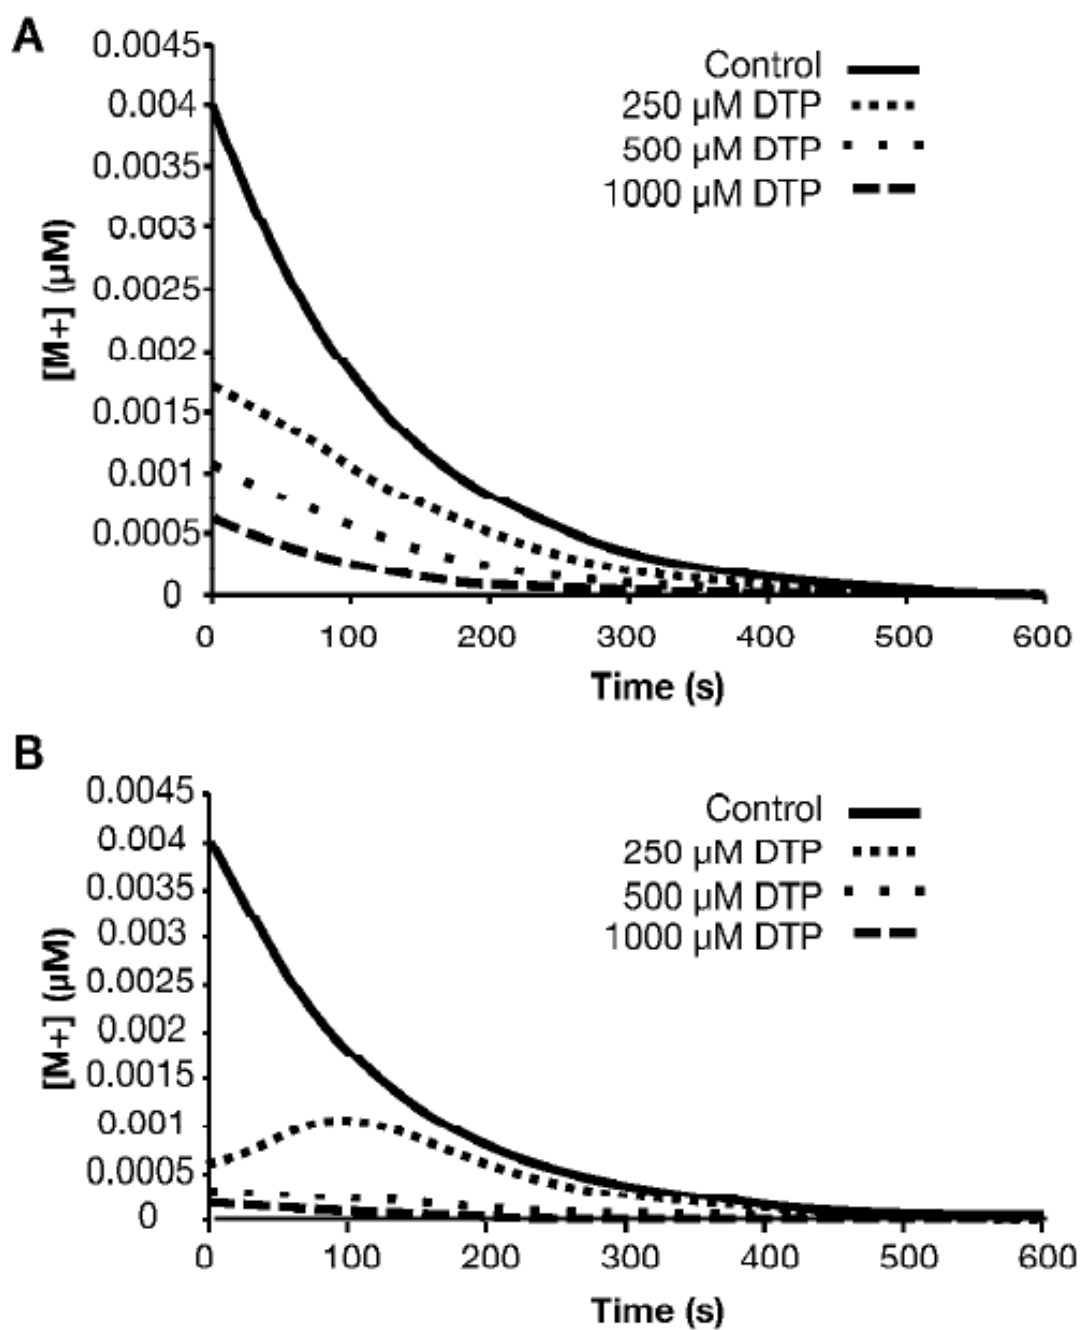 A
0.0045
0.004
0.0035
0.003
0.0025
0.002
0.0015
0.001
0.0005
0
[M+] (µM)
Control
250 µM DTP
500 µM DTP
1000 µM DTP
0 100 200 300 400 500 600
Time (s)
B
0.0045
0.004
0.0035
0.003
0.0025
0.002
0.0015
0.001
0.0005
0
[M+] (µM)
Control
250 µM DTP
500 µM DTP
1000 µM DTP
0 100 200 300 400 500 600
Time (s)